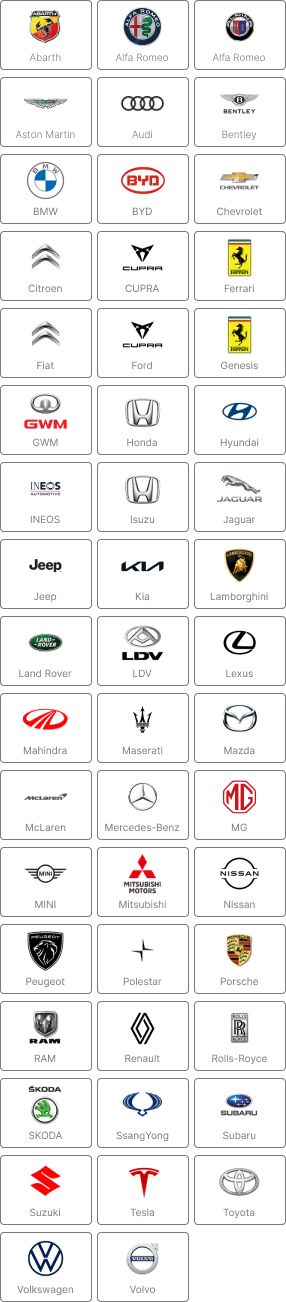 ABARTH
Abarth
ALFA ROMEO
Alfa Romeo
Alfa Romeo
Aston Martin
Audi
BENTLEY
Bentley
BMW
BMW
BYD
BYD
CHEVROLET
Chevrolet
Citroen
CUPRA
CUPRA
Ferrari
Ferrari
Fiat
CUPRA
Ford
Ferrari
Genesis
GWM
GWM
Honda
Hyundai
INEOS
AUTOMOTIVE
INEOS
Isuzu
JAGUAR
Jaguar
Jeep
Jeep
KIA
Kia
LAMBORGHINI
Lamborghini
LAND
ROVER
Land Rover
LDV
LDV
Lexus
Mahindra
Maserati
Mazda
McLaren
McLaren
Mercedes-Benz
MG
MG
MINI
MINI
MITSUBISHI
MOTORS
Mitsubishi
NISSAN
Nissan
PEUGEOT
Peugeot
Polestar
Porsche
RAM
RAM
Renault
ROLLS
RR
ROYCE
Rolls-Royce
ŠKODA
SKODA
SsangYong
SUBARU
Subaru
Suzuki
Tesla
Toyota
Volkswagen
VOLVO
Volvo